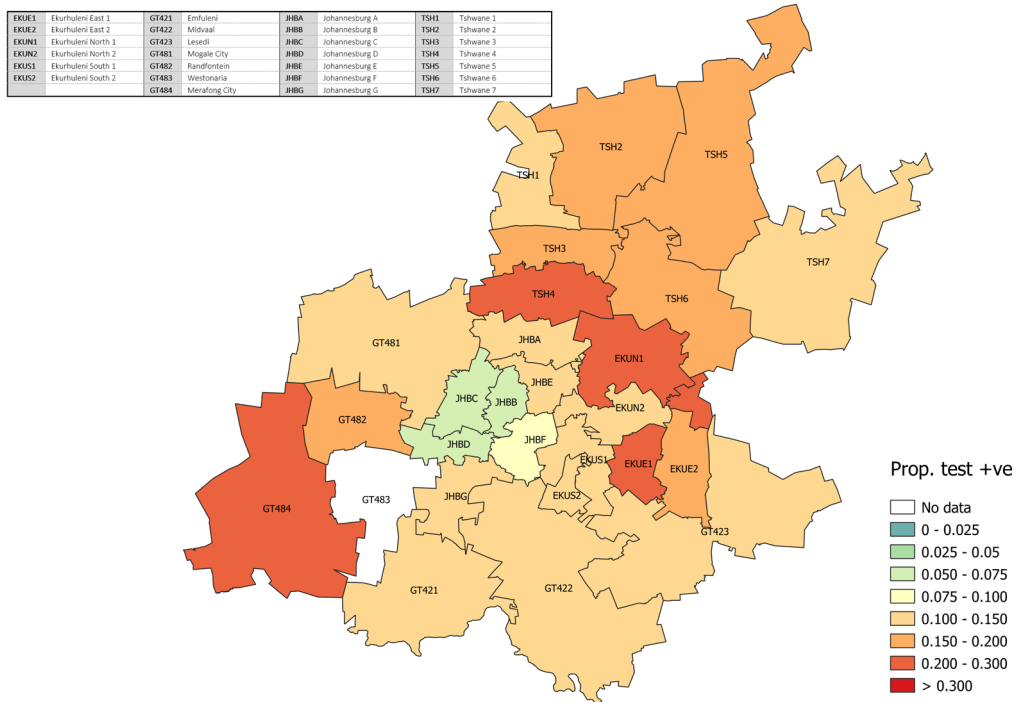 EKUE1 Ekurhuleni East 1 GT421 Emfuleni JHBA Johannesburg A TSH1 Tshwane 1
EKUE2 Ekurhuleni East 2 GT422 Midvaal JHBB Johannesburg B TSH2 Tshwane 2
EKUN1 Ekurhuleni North 1 GT423 Lesedi JHBC Johannesburg C TSH3 Tshwane 3
EKUN2 Ekurhuleni North 2 GT481 Mogale City JHBD Johannesburg D TSH4 Tshwane 4
EKUS1 Ekurhuleni South 1 GT482 Randfontein JHBE Johannesburg E TSH5 Tshwane 5
EKUS2 Ekurhuleni South 2 GT483 Westonaria JHBF Johannesburg F TSH6 Tshwane 6
GT484 Merafong City JHBG Johannesburg G TSH7 Tshwane 7
TSH2
TSH5
TSH1
TSH3
TSH7
TSH4
TSH6
JHBA
GT481
EKUN1
JHBE
JHBC
JHBB
EKUN2
GT482
JHBF
JHBD
EKUS1
EKUE1
EKUE2
GT483
JHBG
EKUS2
GT484
GT423
GT421
GT422
Prop. test +ve
No data
0 - 0.025
0.025 - 0.05
0.050 - 0.075
0.075 - 0.100
0.100 - 0.150
0.150 - 0.200
0.200 - 0.300
> 0.300